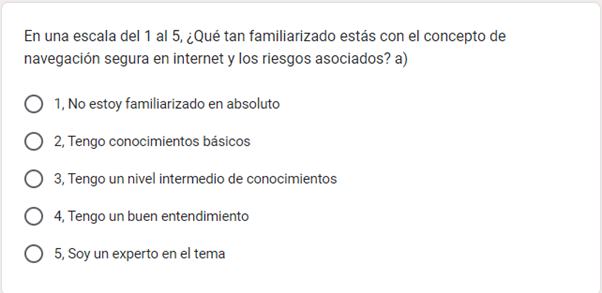 En una escala del 1 al 5, ¿Qué tan familiarizado estás con el concepto de
navegación segura en internet y los riesgos asociados? a)
1, No estoy familiarizado en absoluto
2, Tengo conocimientos básicos
3, Tengo un nivel intermedio de conocimientos
4, Tengo un buen entendimiento
5, Soy un experto en el tema